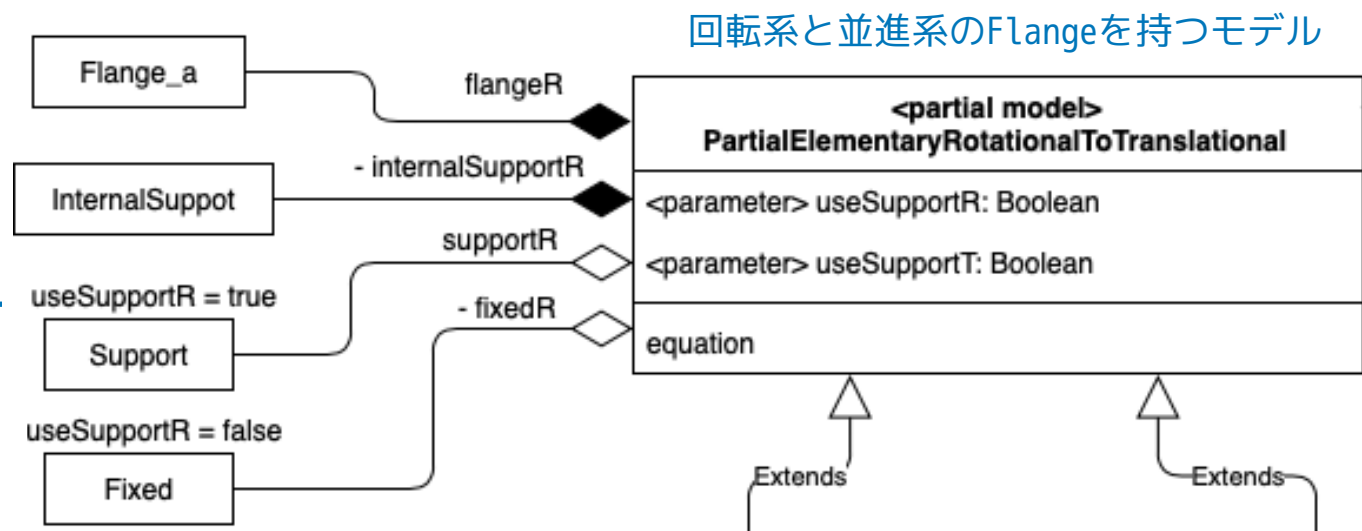 回転系と並進系のFlangeを持つモデル
Flange_a
flangeR
<partial model>
PartialElementaryRotationalToTranslational
- internalSupportR
InternalSuppot
<parameter> useSupportR: Boolean
supportR
<parameter> useSupportT: Boolean
useSupportR = true
- fixedR
Support
equation
useSupportR = false
Fixed
Extends
Extends